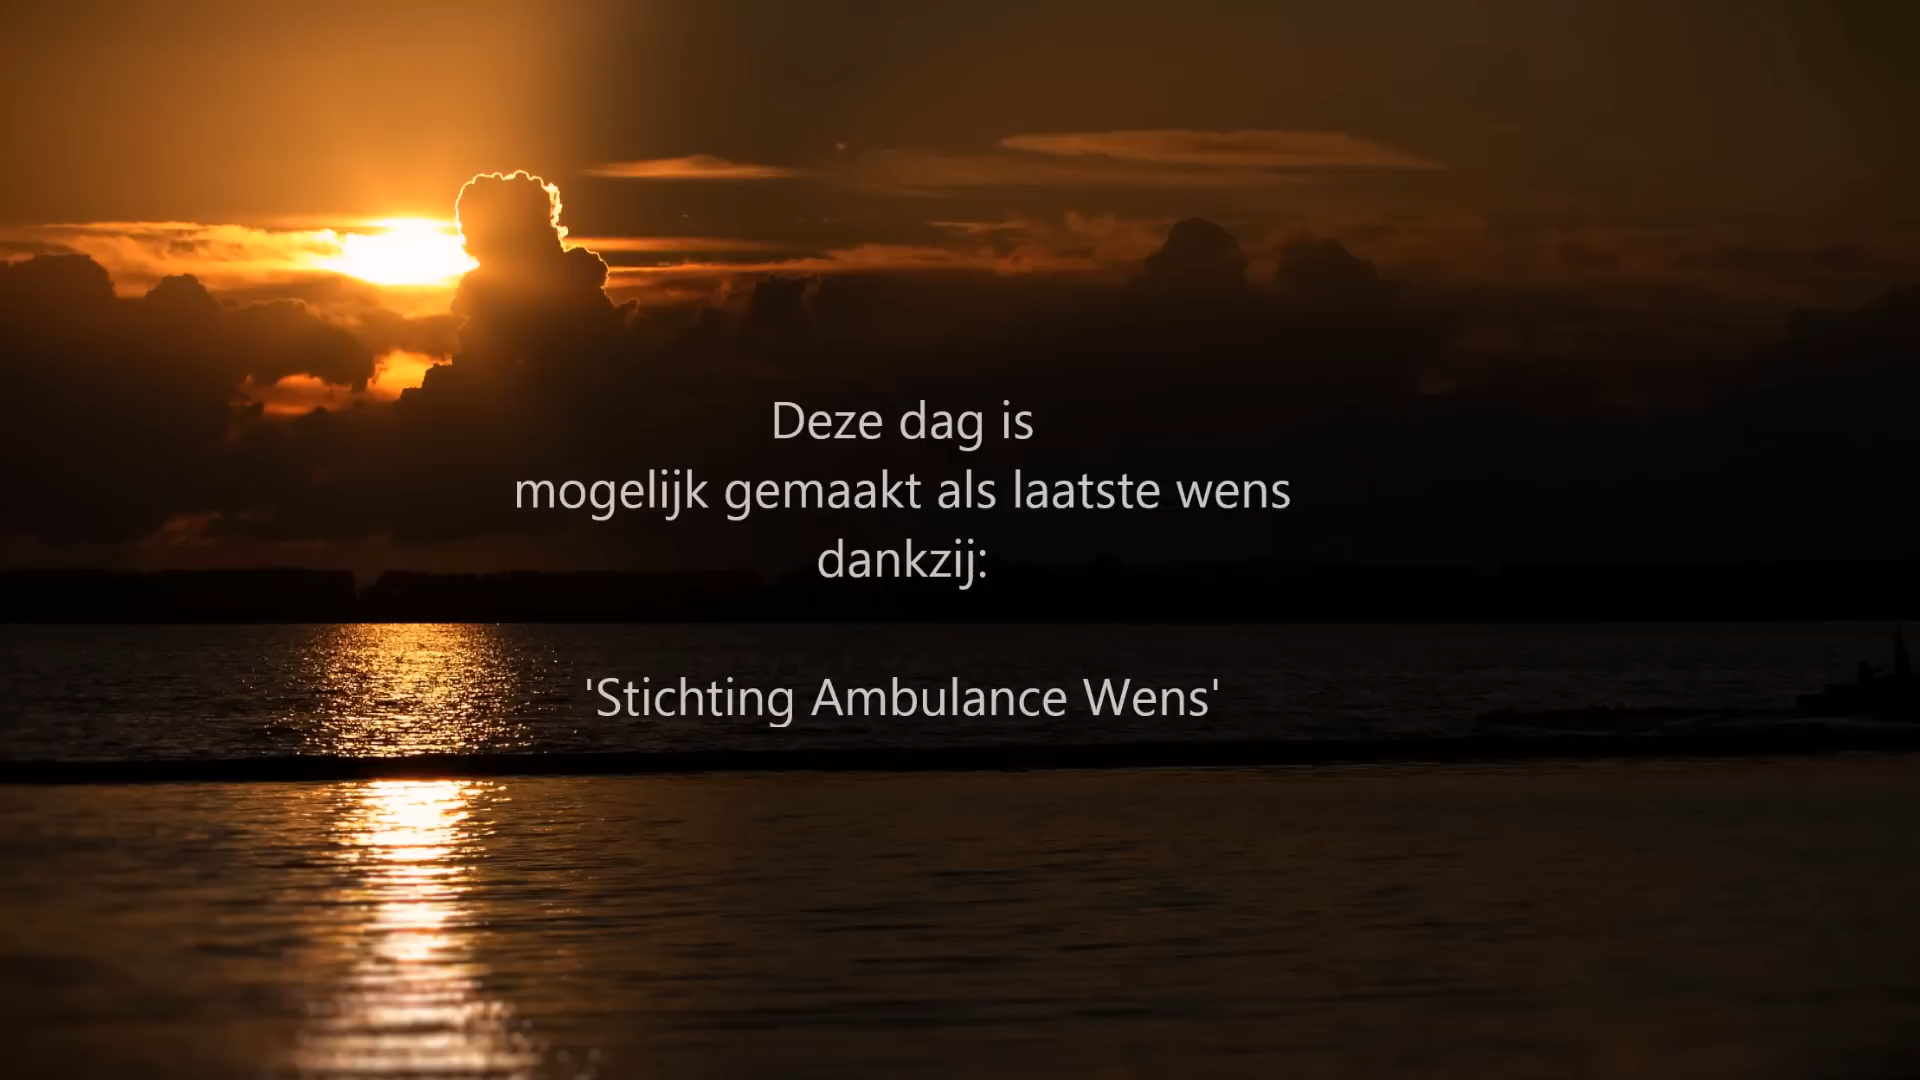 Deze dag is
mogelijk gemaakt als laatste wens
dankzij:
'Stichting Ambulance Wens'